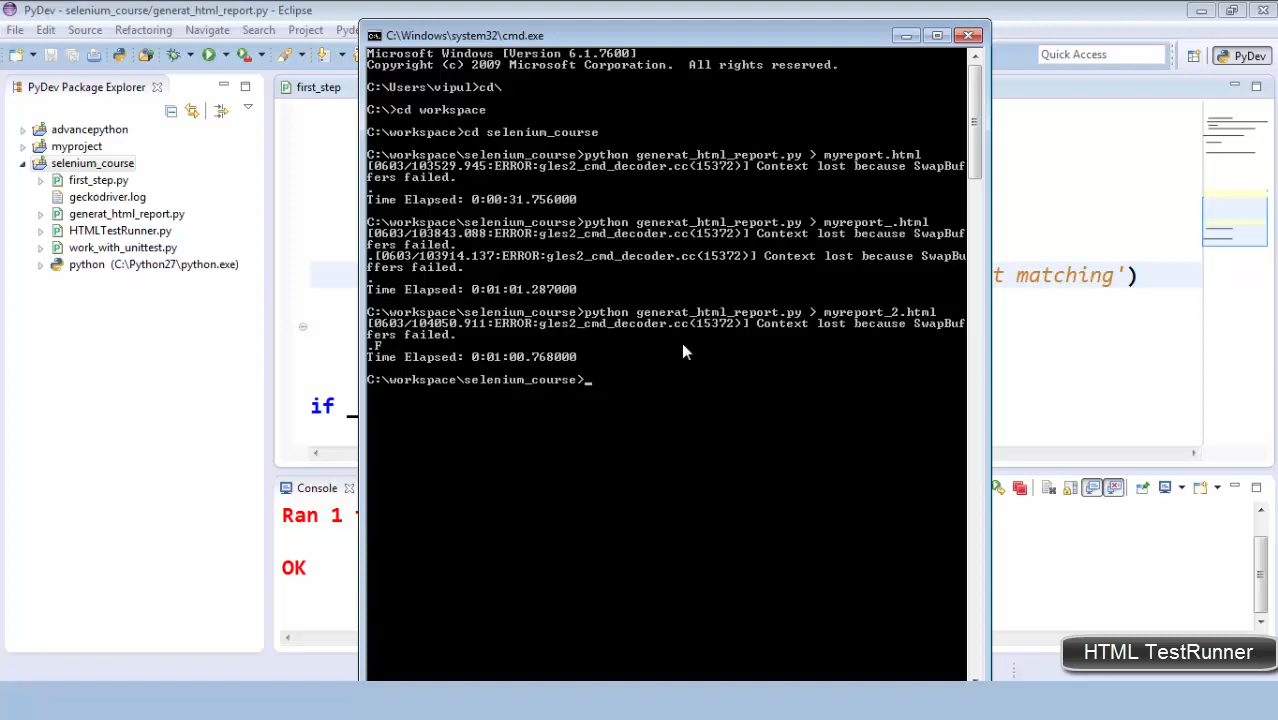 PyDev - selenium_course/generat_html_report.py - Eclipse
File Edit Source Refactoring Navigate Search Project Pyde
Quick Access
PyDev
PyDev Package Explorer
advancepython
myproject
selenium_course
first_step.py
geckodriver.log
generat_html_report.py
HTMLTestRunner.py
work_with_unittest.py
python (C:\Python27\python.exe)
first_step
t matching')
if _
C:\Windows\system32\cmd.exe
Microsoft Windows [Version 6.1.7600]
Copyright (c) 2009 Microsoft Corporation.  All rights reserved.
C:\Users\vipul>cd\
C:\>cd workspace
C:\workspace>cd selenium_course
C:\workspace\selenium_course>python generat_html_report.py > myreport.html
[0603/103529.945:ERROR:gles2_cmd_decoder.cc(15372)] Context lost because SwapBuf
fers failed.
.
Time Elapsed: 0:00:31.756000
C:\workspace\selenium_course>python generat_html_report.py > myreport_.html
[0603/103843.088:ERROR:gles2_cmd_decoder.cc(15372)] Context lost because SwapBuf
fers failed.
.[0603/103914.137:ERROR:gles2_cmd_decoder.cc(15372)] Context lost because SwapBu
ffers failed.
.
Time Elapsed: 0:01:01.287000
C:\workspace\selenium_course>python generat_html_report.py > myreport_2.html
[0603/104050.911:ERROR:gles2_cmd_decoder.cc(15372)] Context lost because SwapBuf
fers failed.
.F
Time Elapsed: 0:01:00.768000
C:\workspace\selenium_course>_
Console
Ran 1
OK
HTML TestRunner